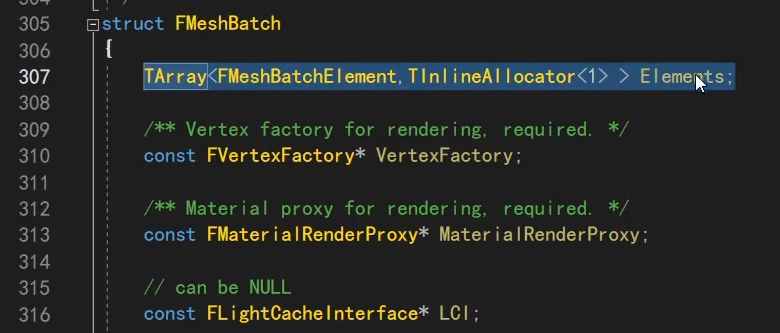 305 struct FMeshBatch
306 {
307 TArray<FMeshBatchElement,TInlineAllocator<1> > Elements;
308
309 /** Vertex factory for rendering, required. */
310 const FVertexFactory* VertexFactory;
311
312 /** Material proxy for rendering, required. */
313 const FMaterialRenderProxy* MaterialRenderProxy;
314
315 // can be NULL
316 const FLightCacheInterface* LCI;